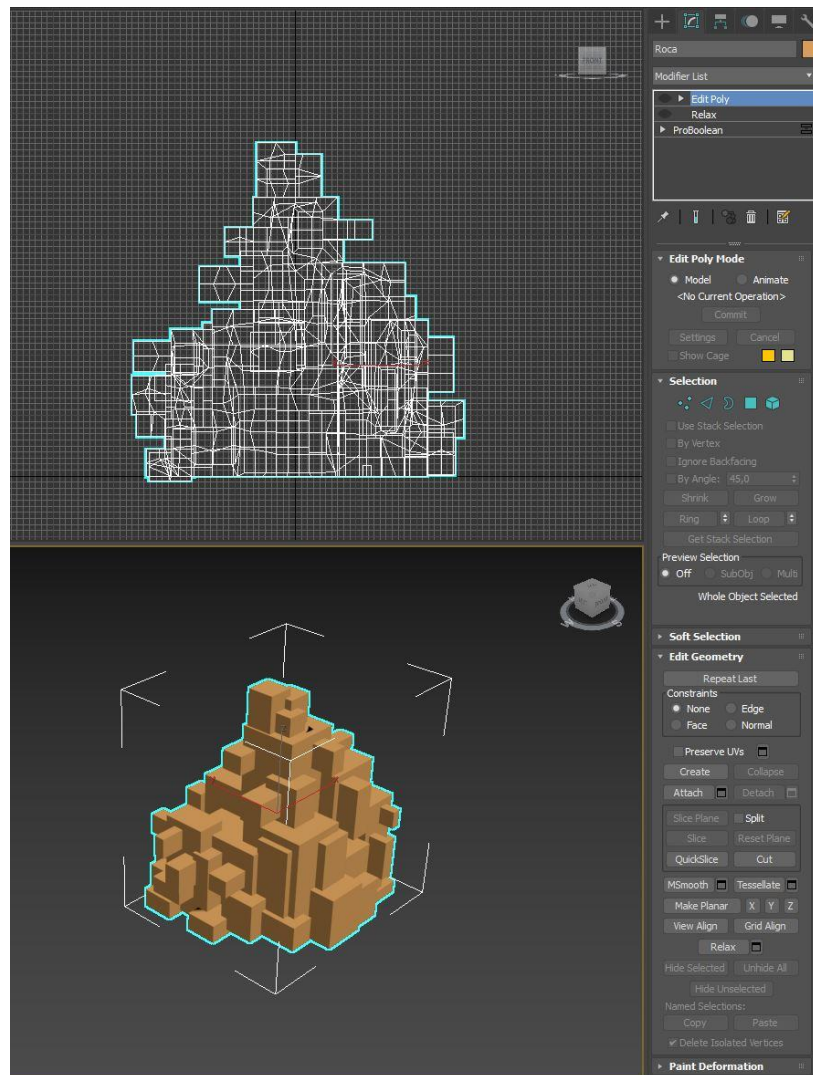 FRONT
Roca
Modifier List
Edit Poly
Relax
ProBoolean
Edit Poly Mode
Model Animate
<No Current Operation>
Commit
Settings Cancel
Show Cage
Selection
Use Stack Selection
By Vertex
Ignore Backfacing
By Angle: 45,0
Shrink Grow
Ring Loop
Get Stack Selection
Preview Selection
Off SubObj Multi
Whole Object Selected
Soft Selection
Edit Geometry
Repeat Last
Constraints
None Edge
Face Normal
Preserve UVs
Create Collapse
Attach Detach
Slice Plane Split
Slice Reset Plane
QuickSlice Cut
MSmooth Tessellate
Make Planar X Y Z
View Align Grid Align
Relax
Hide Selected Unhide All
Hide Unselected
Named Selections:
Copy Paste
Delete Isolated Vertices
Paint Deformation